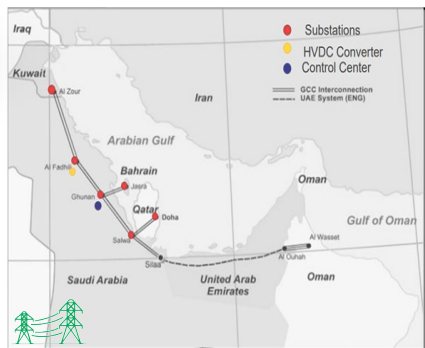 Iraq
Substations
HVDC Converter
Control Center
Kuwait
GCC Interconnection
UAE System (ENG)
Al Zour
Iran
Arabian Gulf
Al Fadhili
Bahrain
Jasra
Oman
Ghunan
Qatar
Doha
Gulf of Oman
Salwa
Al Wasset
Silaa
Al Ouhah
Saudi Arabia
United Arab
Emirates
Oman